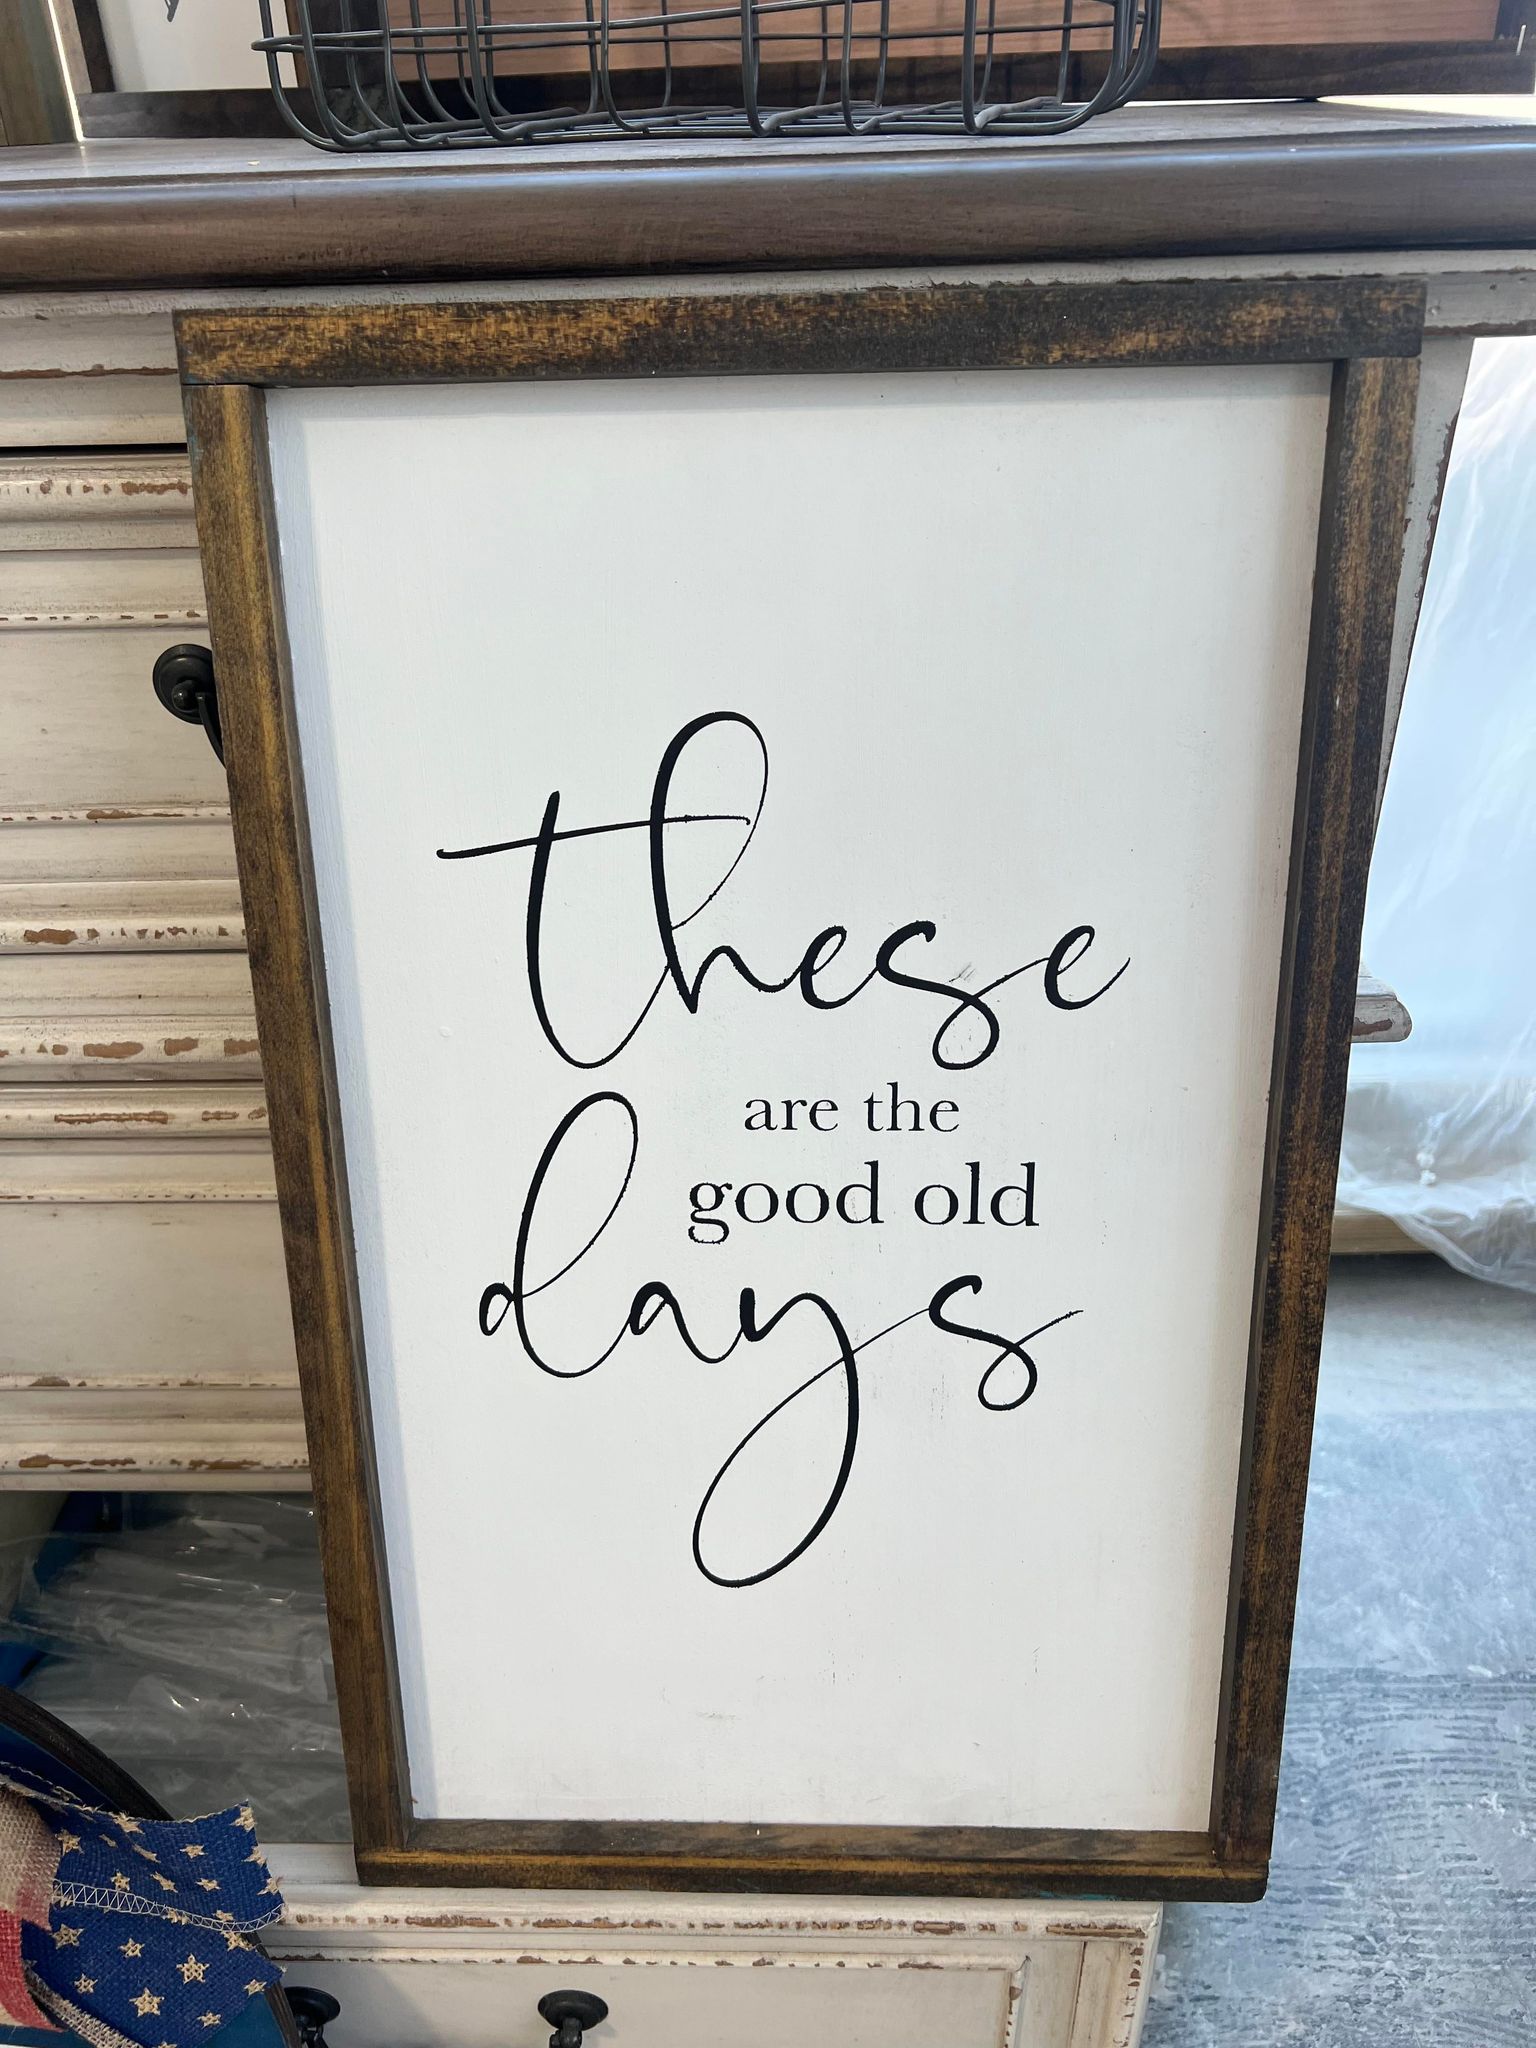 these
are the
good old
days